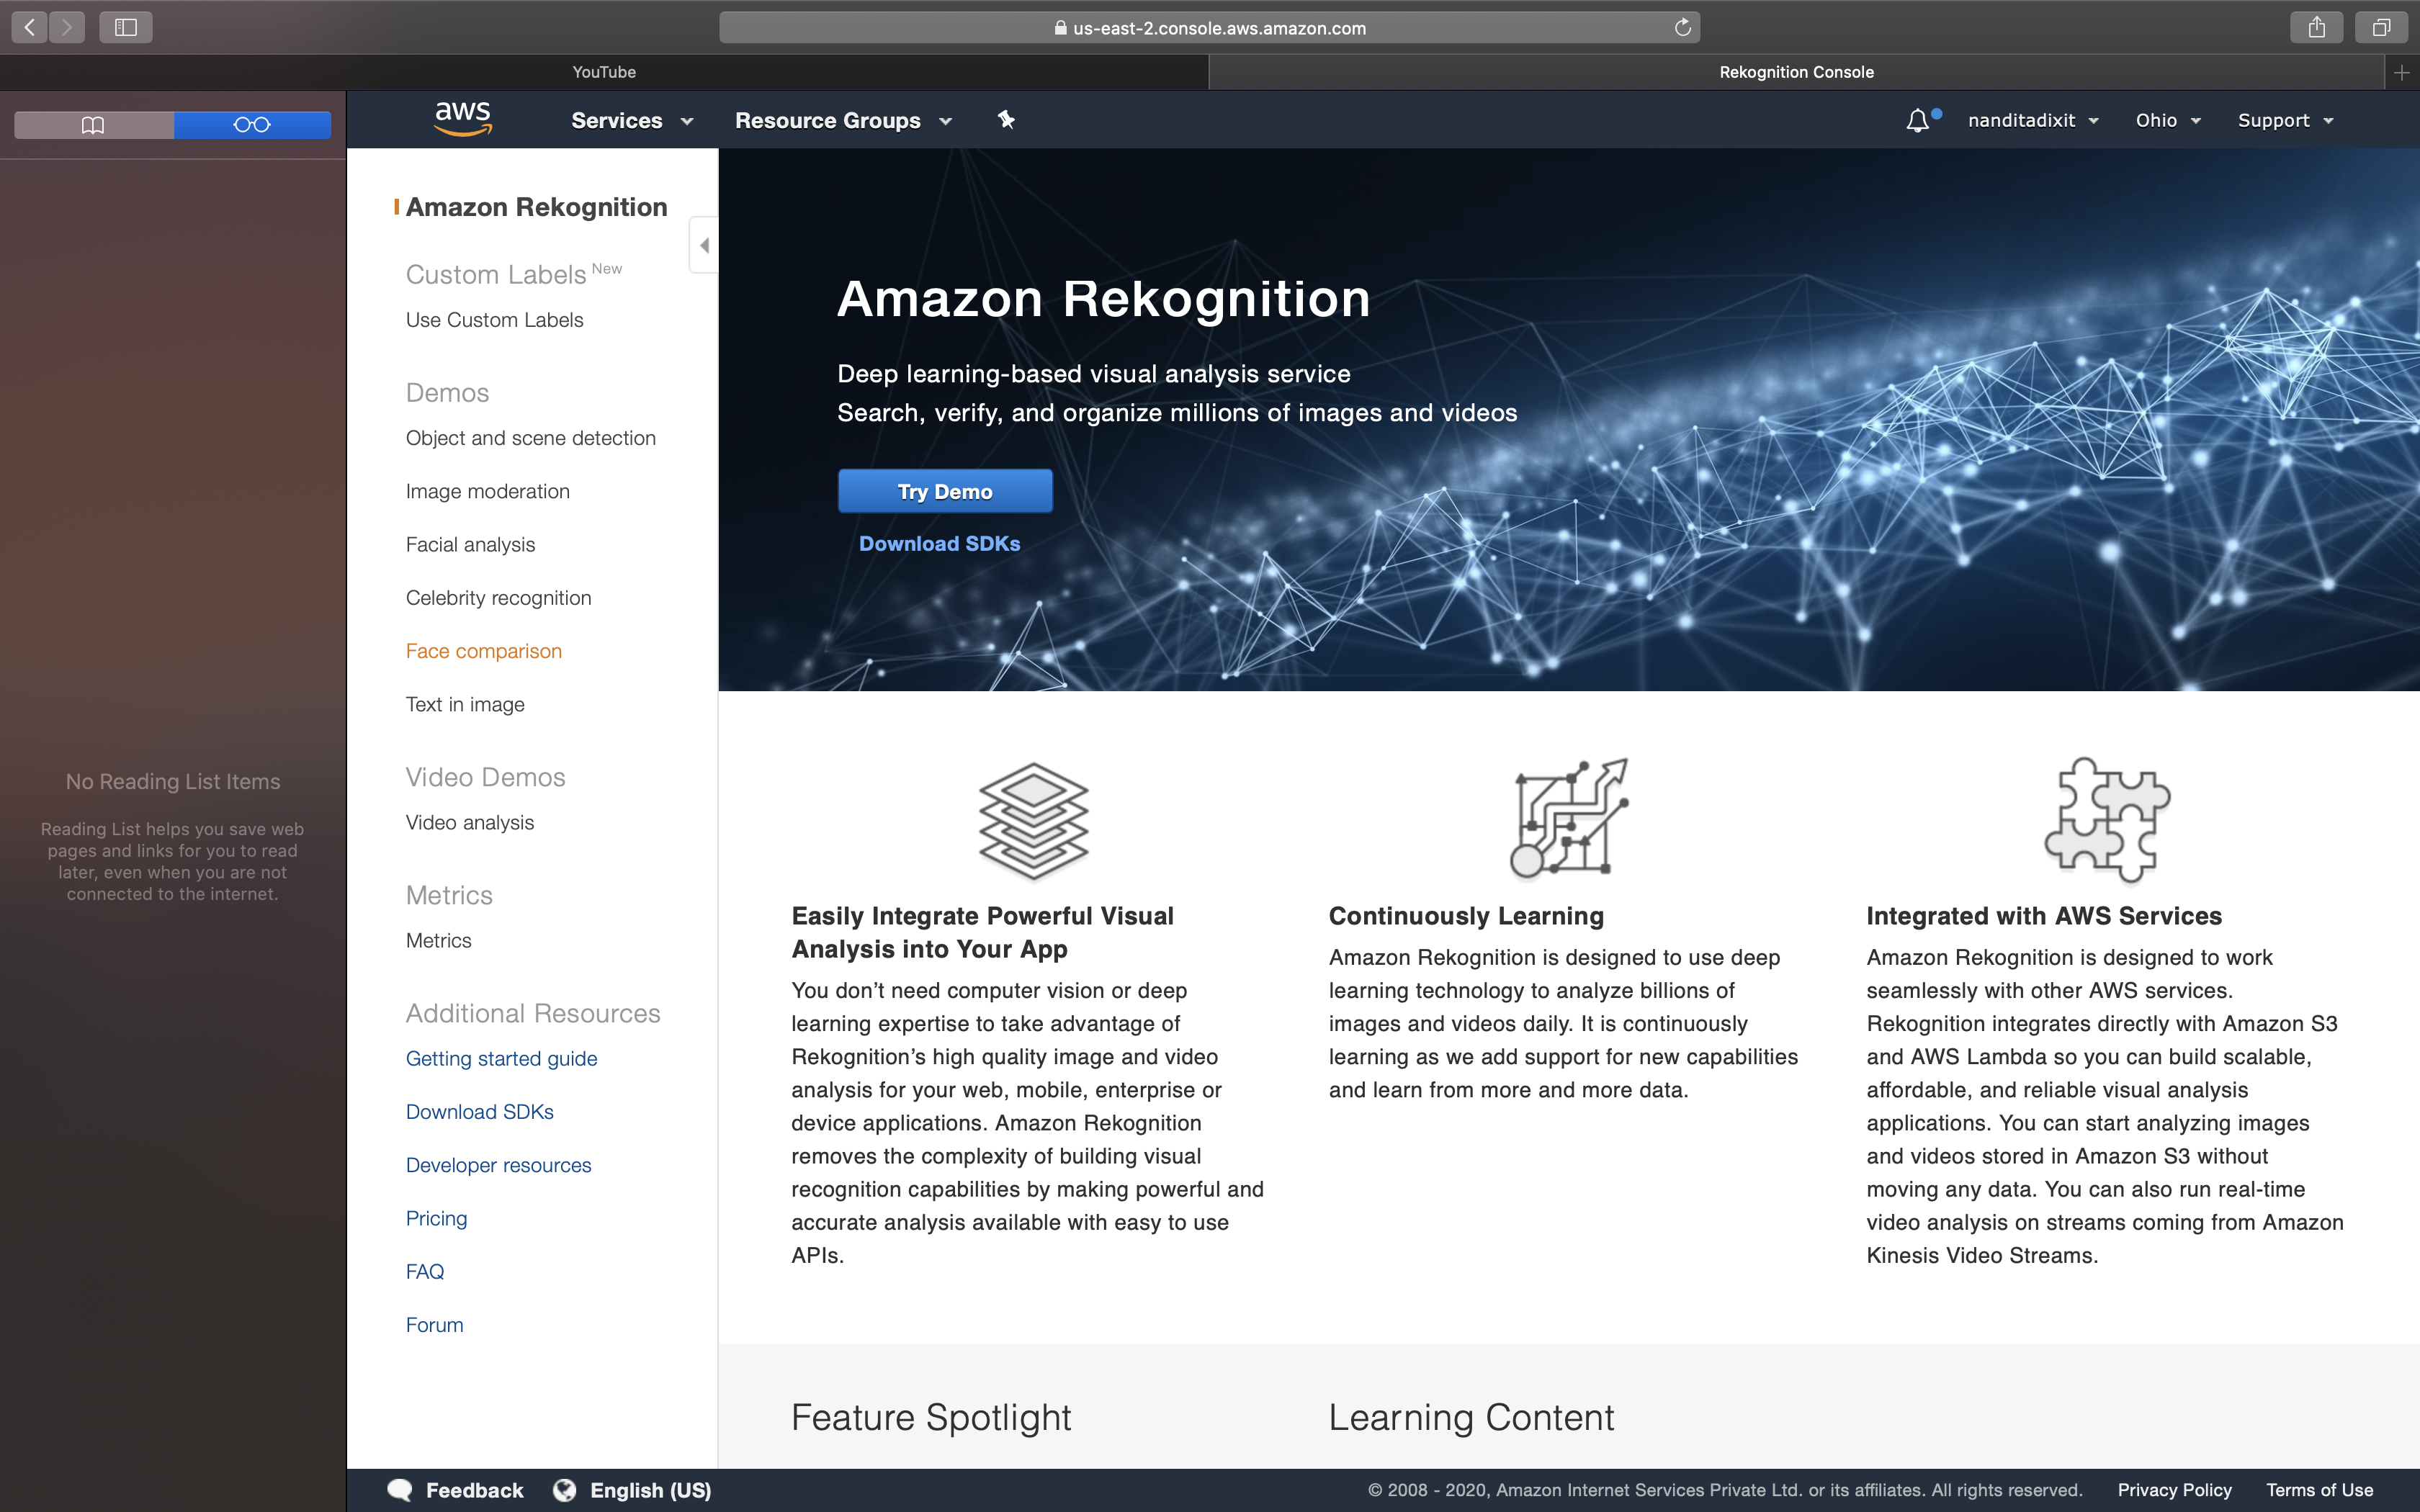 us-east-2.console.aws.amazon.com
YouTube
Rekognition Console
aws
Services
Resource Groups
nanditadixit
Ohio
Support
No Reading List Items
Reading List helps you save web
pages and links for you to read
later, even when you are not
connected to the internet.
Amazon Rekognition
Custom Labels New
Use Custom Labels
Demos
Object and scene detection
Image moderation
Facial analysis
Celebrity recognition
Face comparison
Text in image
Video Demos
Video analysis
Metrics
Metrics
Additional Resources
Getting started guide
Download SDKs
Developer resources
Pricing
FAQ
Forum
Amazon Rekognition
Deep learning-based visual analysis service
Search, verify, and organize millions of images and videos
Try Demo
Download SDKs
Easily Integrate Powerful Visual
Analysis into Your App
You don’t need computer vision or deep
learning expertise to take advantage of
Rekognition’s high quality image and video
analysis for your web, mobile, enterprise or
device applications. Amazon Rekognition
removes the complexity of building visual
recognition capabilities by making powerful and
accurate analysis available with easy to use
APIs.
Continuously Learning
Amazon Rekognition is designed to use deep
learning technology to analyze billions of
images and videos daily. It is continuously
learning as we add support for new capabilities
and learn from more and more data.
Integrated with AWS Services
Amazon Rekognition is designed to work
seamlessly with other AWS services.
Rekognition integrates directly with Amazon S3
and AWS Lambda so you can build scalable,
affordable, and reliable visual analysis
applications. You can start analyzing images
and videos stored in Amazon S3 without
moving any data. You can also run real-time
video analysis on streams coming from Amazon
Kinesis Video Streams.
Feature Spotlight
Learning Content
Feedback
English (US)
© 2008 - 2020, Amazon Internet Services Private Ltd. or its affiliates. All rights reserved.
Privacy Policy
Terms of Use